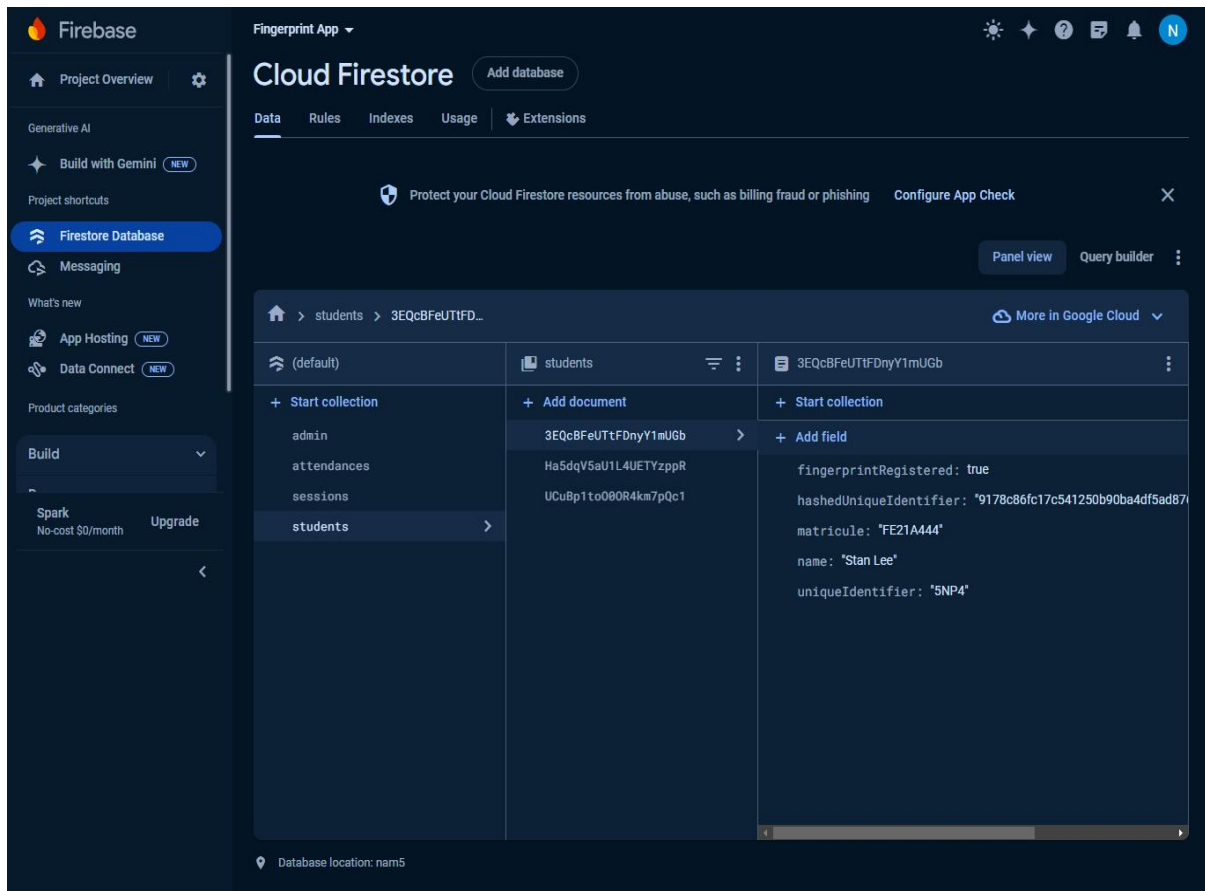 Firebase
Project Overview
Generative AI
Build with Gemini NEW
Project shortcuts
Firestore Database
Messaging
What's new
App Hosting NEW
Data Connect NEW
Product categories
Build
Spark
No-cost $0/month
Upgrade
Fingerprint App
N
Cloud Firestore
Add database
Data Rules Indexes Usage Extensions
Protect your Cloud Firestore resources from abuse, such as billing fraud or phishing Configure App Check
Panel view Query builder
students > 3EQcBFeUTtFD...
More in Google Cloud
(default)
+ Start collection
admin
attendances
sessions
students
students
+ Add document
3EQcBFeUTtFDnyY1mUGb
Ha5dqV5aU1L4UETYzppR
UCuBp1toO0OR4km7pQc1
3EQcBFeUTtFDnyY1mUGb
+ Start collection
+ Add field
fingerprintRegistered: true
hashedUniqueIdentifier: "9178c86fc17c541250b90ba4df5ad87
matricule: "FE21A444"
name: "Stan Lee"
uniqueIdentifier: "5NP4"
Database location: nam5